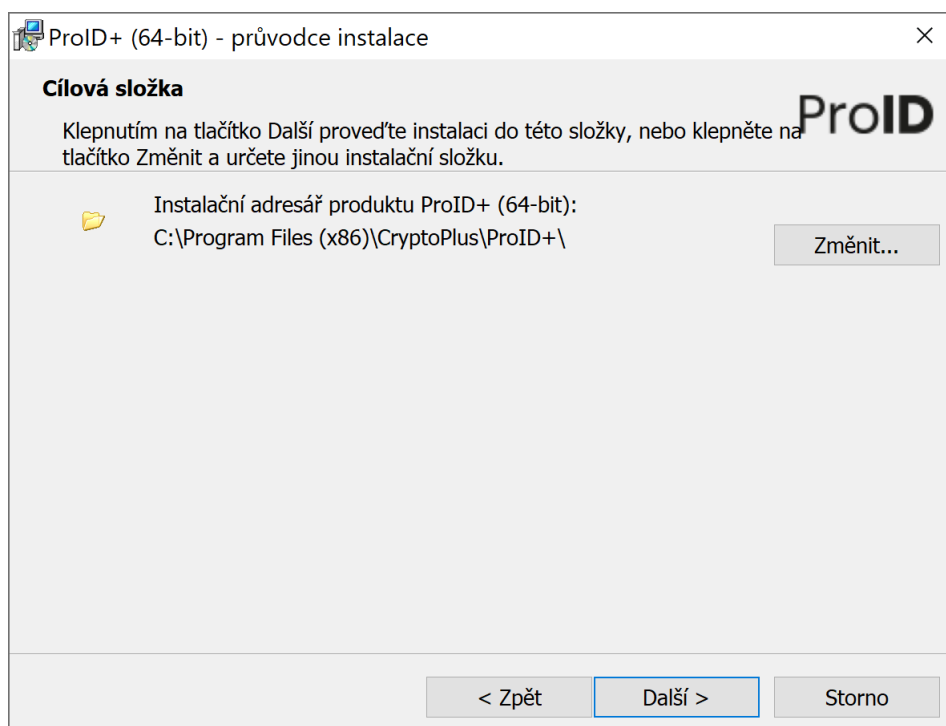 ProID+ (64-bit) - průvodce instalace
Cílová složka
Klepnutím na tlačítko Další proveďte instalaci do této složky, nebo klepněte na
tlačítko Změnit a určete jinou instalační složku.
ProID
Instalační adresář produktu ProID+ (64-bit):
C:\Program Files (x86)\CryptoPlus\ProID+\
Změnit...
< Zpět
Další >
Storno